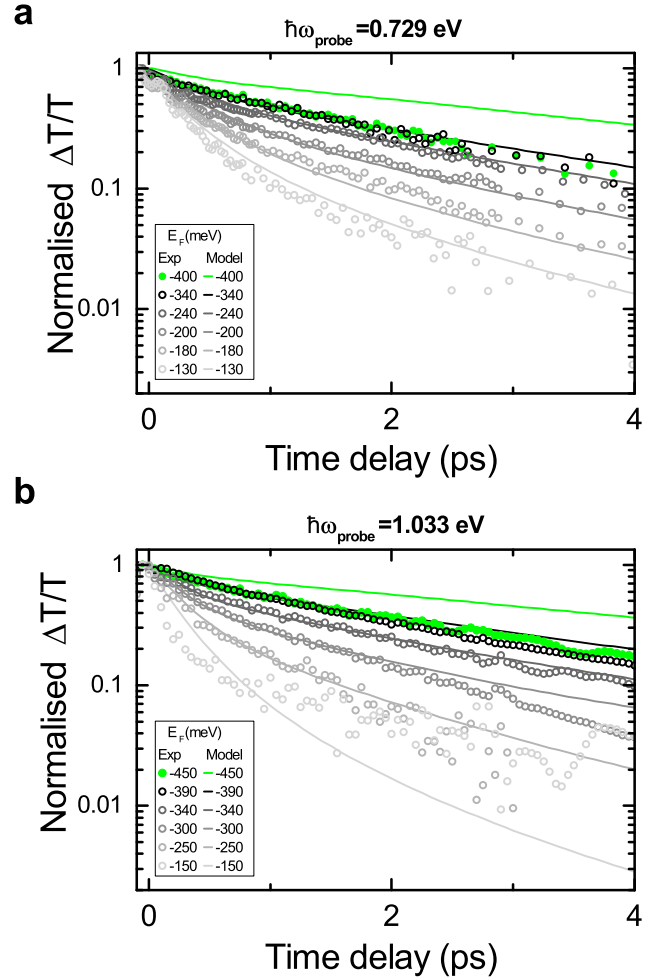 a
ħω_probe=0.729 eV
Normalised ΔT/T
1
0.1
0.01
E_F(meV)
Exp Model
-400 -400
-340 -340
-240 -240
-200 -200
-180 -180
-130 -130
0 2 4
Time delay (ps)
b
ħω_probe=1.033 eV
Normalised ΔT/T
1
0.1
0.01
E_F(meV)
Exp Model
-450 -450
-390 -390
-340 -340
-300 -300
-250 -250
-150 -150
0 2 4
Time delay (ps)